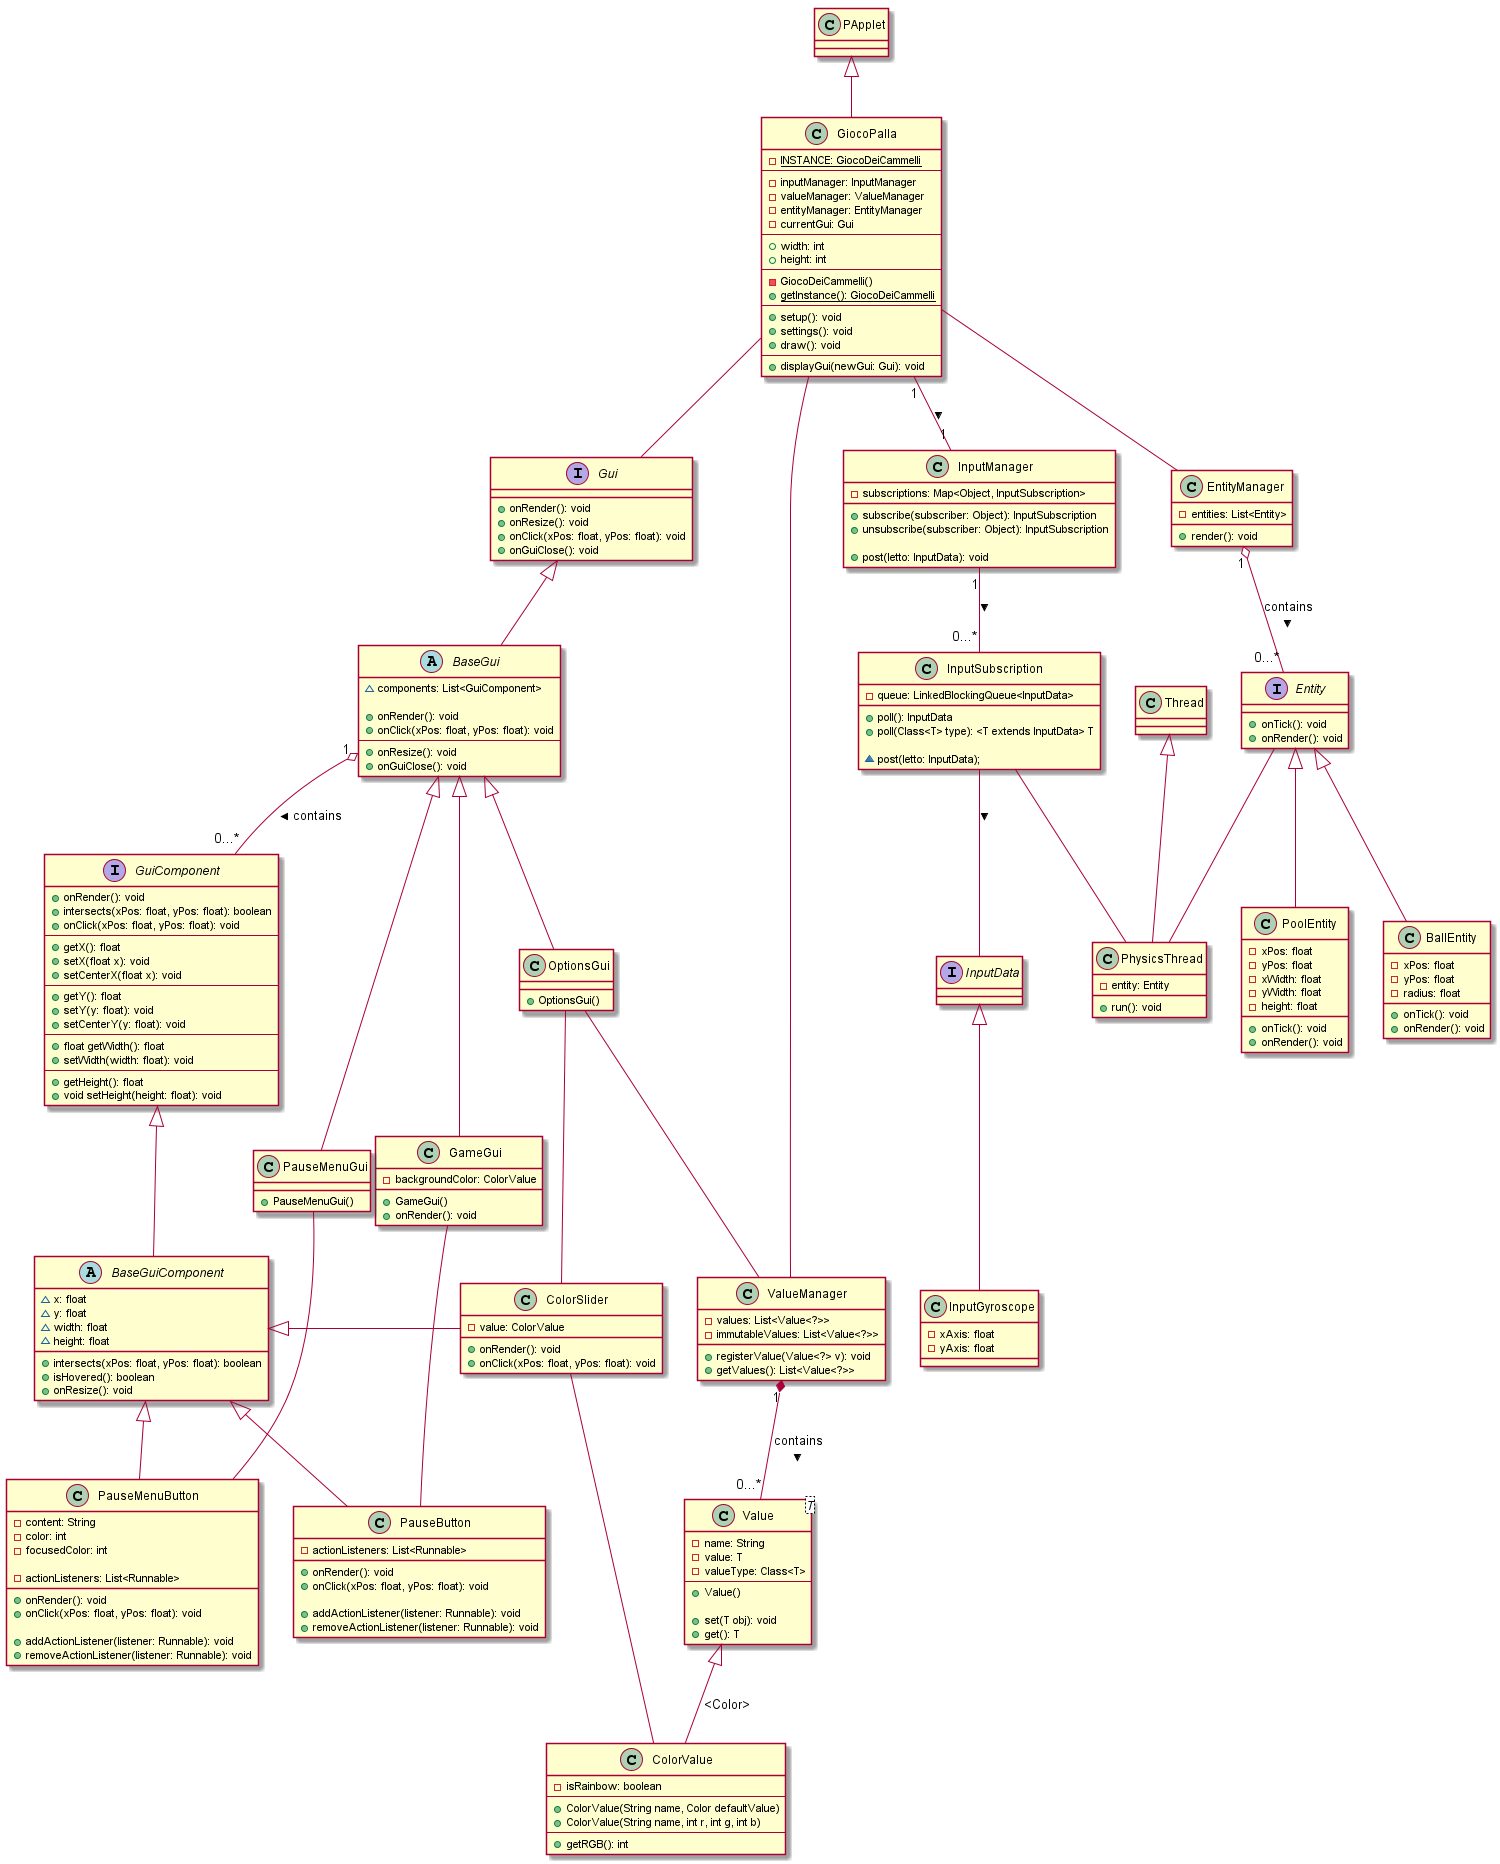 C PApplet
C GiocoPalla
INSTANCE: GiocoDeiCammelli
inputManager: InputManager
valueManager: ValueManager
entityManager: EntityManager
currentGui: Gui
width: int
height: int
GiocoDeiCammelli()
getInstance(): GiocoDeiCammelli
setup(): void
settings(): void
draw(): void
displayGui(newGui: Gui): void
1
1
I Gui
onRender(): void
onResize(): void
onClick(xPos: float, yPos: float): void
onGuiClose(): void
C InputManager
subscriptions: Map<Object, InputSubscription>
subscribe(subscriber: Object): InputSubscription
unsubscribe(subscriber: Object): InputSubscription
post(letto: InputData): void
C EntityManager
entities: List<Entity>
render(): void
1
contains
0...*
1
0...*
A BaseGui
components: List<GuiComponent>
onRender(): void
onClick(xPos: float, yPos: float): void
onResize(): void
onGuiClose(): void
C InputSubscription
queue: LinkedBlockingQueue<InputData>
poll(): InputData
poll(Class<T> type): <T extends InputData> T
post(letto: InputData);
C Thread
I Entity
onTick(): void
onRender(): void
1
contains
0...*
I GuiComponent
onRender(): void
intersects(xPos: float, yPos: float): boolean
onClick(xPos: float, yPos: float): void
getX(): float
setX(float x): void
setCenterX(float x): void
getY(): float
setY(y: float): void
setCenterY(y: float): void
float getWidth(): float
setWidth(width: float): void
getHeight(): float
void setHeight(height: float): void
C OptionsGui
OptionsGui()
I InputData
C PhysicsThread
entity: Entity
run(): void
C PoolEntity
xPos: float
yPos: float
xWidth: float
yWidth: float
height: float
onTick(): void
onRender(): void
C BallEntity
xPos: float
yPos: float
radius: float
onTick(): void
onRender(): void
C PauseMenuGui
PauseMenuGui()
C GameGui
backgroundColor: ColorValue
GameGui()
onRender(): void
A BaseGuiComponent
x: float
y: float
width: float
height: float
intersects(xPos: float, yPos: float): boolean
isHovered(): boolean
onResize(): void
C ColorSlider
value: ColorValue
onRender(): void
onClick(xPos: float, yPos: float): void
C ValueManager
values: List<Value<?>>
immutableValues: List<Value<?>>
registerValue(Value<?> v): void
getValues(): List<Value<?>>
C InputGyroscope
xAxis: float
yAxis: float
1
contains
0...*
C PauseMenuButton
content: String
color: int
focusedColor: int
actionListeners: List<Runnable>
onRender(): void
onClick(xPos: float, yPos: float): void
addActionListener(listener: Runnable): void
removeActionListener(listener: Runnable): void
C PauseButton
actionListeners: List<Runnable>
onRender(): void
onClick(xPos: float, yPos: float): void
addActionListener(listener: Runnable): void
removeActionListener(listener: Runnable): void
C Value
T
name: String
value: T
valueType: Class<T>
Value()
set(T obj): void
get(): T
<Color>
C ColorValue
isRainbow: boolean
ColorValue(String name, Color defaultValue)
ColorValue(String name, int r, int g, int b)
getRGB(): int